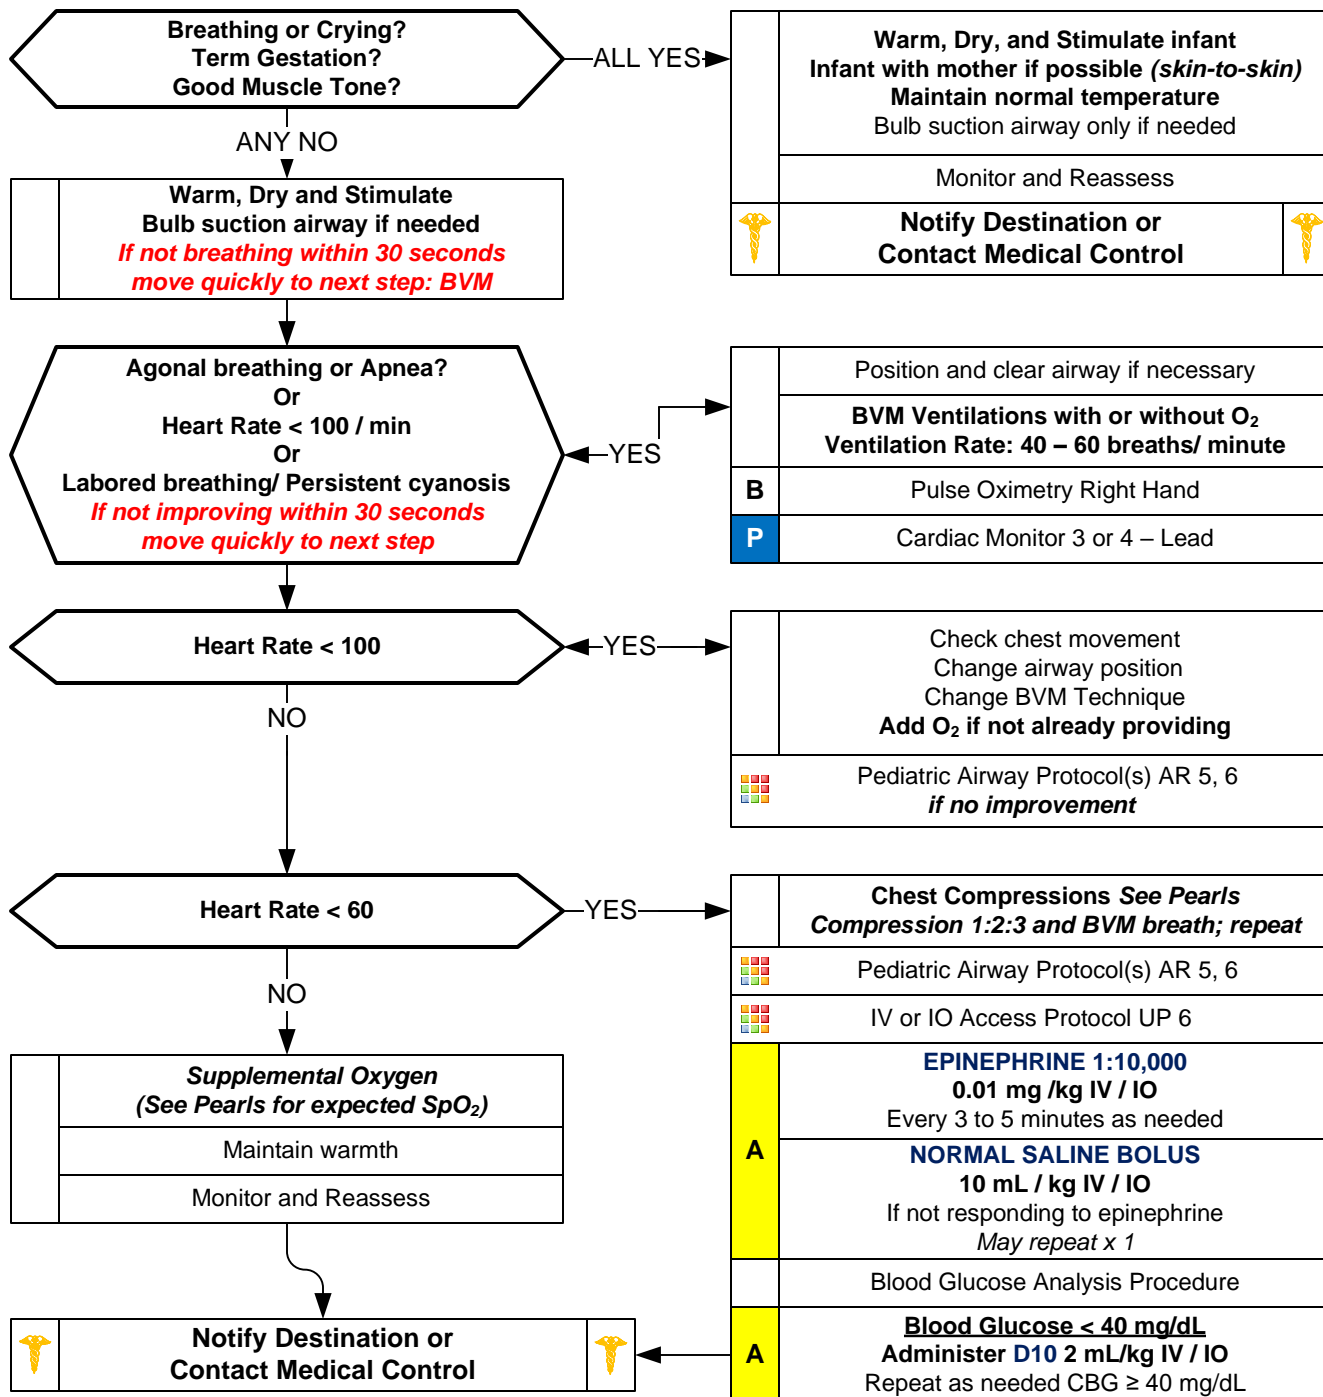 Breathing or Crying?
Term Gestation?
Good Muscle Tone?
ALL YES
Warm, Dry, and Stimulate infant
Infant with mother if possible (skin-to-skin)
Maintain normal temperature
Bulb suction airway only if needed
Monitor and Reassess
Notify Destination or
Contact Medical Control
ANY NO
Warm, Dry and Stimulate
Bulb suction airway if needed
If not breathing within 30 seconds
move quickly to next step: BVM
Agonal breathing or Apnea?
Or
Heart Rate < 100 / min
Or
Labored breathing/ Persistent cyanosis
If not improving within 30 seconds
move quickly to next step
YES
Position and clear airway if necessary
BVM Ventilations with or without O₂
Ventilation Rate: 40 – 60 breaths/ minute
B
Pulse Oximetry Right Hand
P
Cardiac Monitor 3 or 4 – Lead
Heart Rate < 100
YES
Check chest movement
Change airway position
Change BVM Technique
Add O₂ if not already providing
Pediatric Airway Protocol(s) AR 5, 6
if no improvement
NO
Heart Rate < 60
YES
Chest Compressions See Pearls
Compression 1:2:3 and BVM breath; repeat
Pediatric Airway Protocol(s) AR 5, 6
IV or IO Access Protocol UP 6
A
EPINEPHRINE 1:10,000
0.01 mg /kg IV / IO
Every 3 to 5 minutes as needed
NORMAL SALINE BOLUS
10 mL / kg IV / IO
If not responding to epinephrine
May repeat x 1
Blood Glucose Analysis Procedure
A
Blood Glucose < 40 mg/dL
Administer D10 2 mL/kg IV / IO
Repeat as needed CBG ≥ 40 mg/dL
NO
Supplemental Oxygen
(See Pearls for expected SpO₂)
Maintain warmth
Monitor and Reassess
Notify Destination or
Contact Medical Control